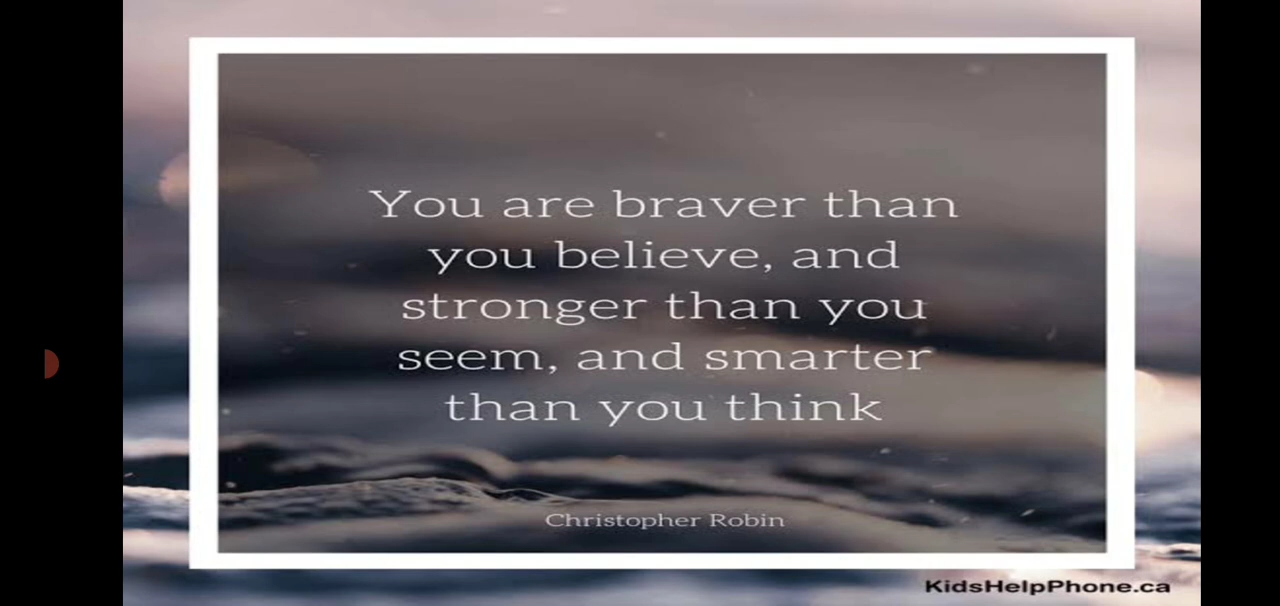 You are braver than
you believe, and
stronger than you
seem, and smarter
than you think
Christopher Robin
KidsHelpPhone.ca